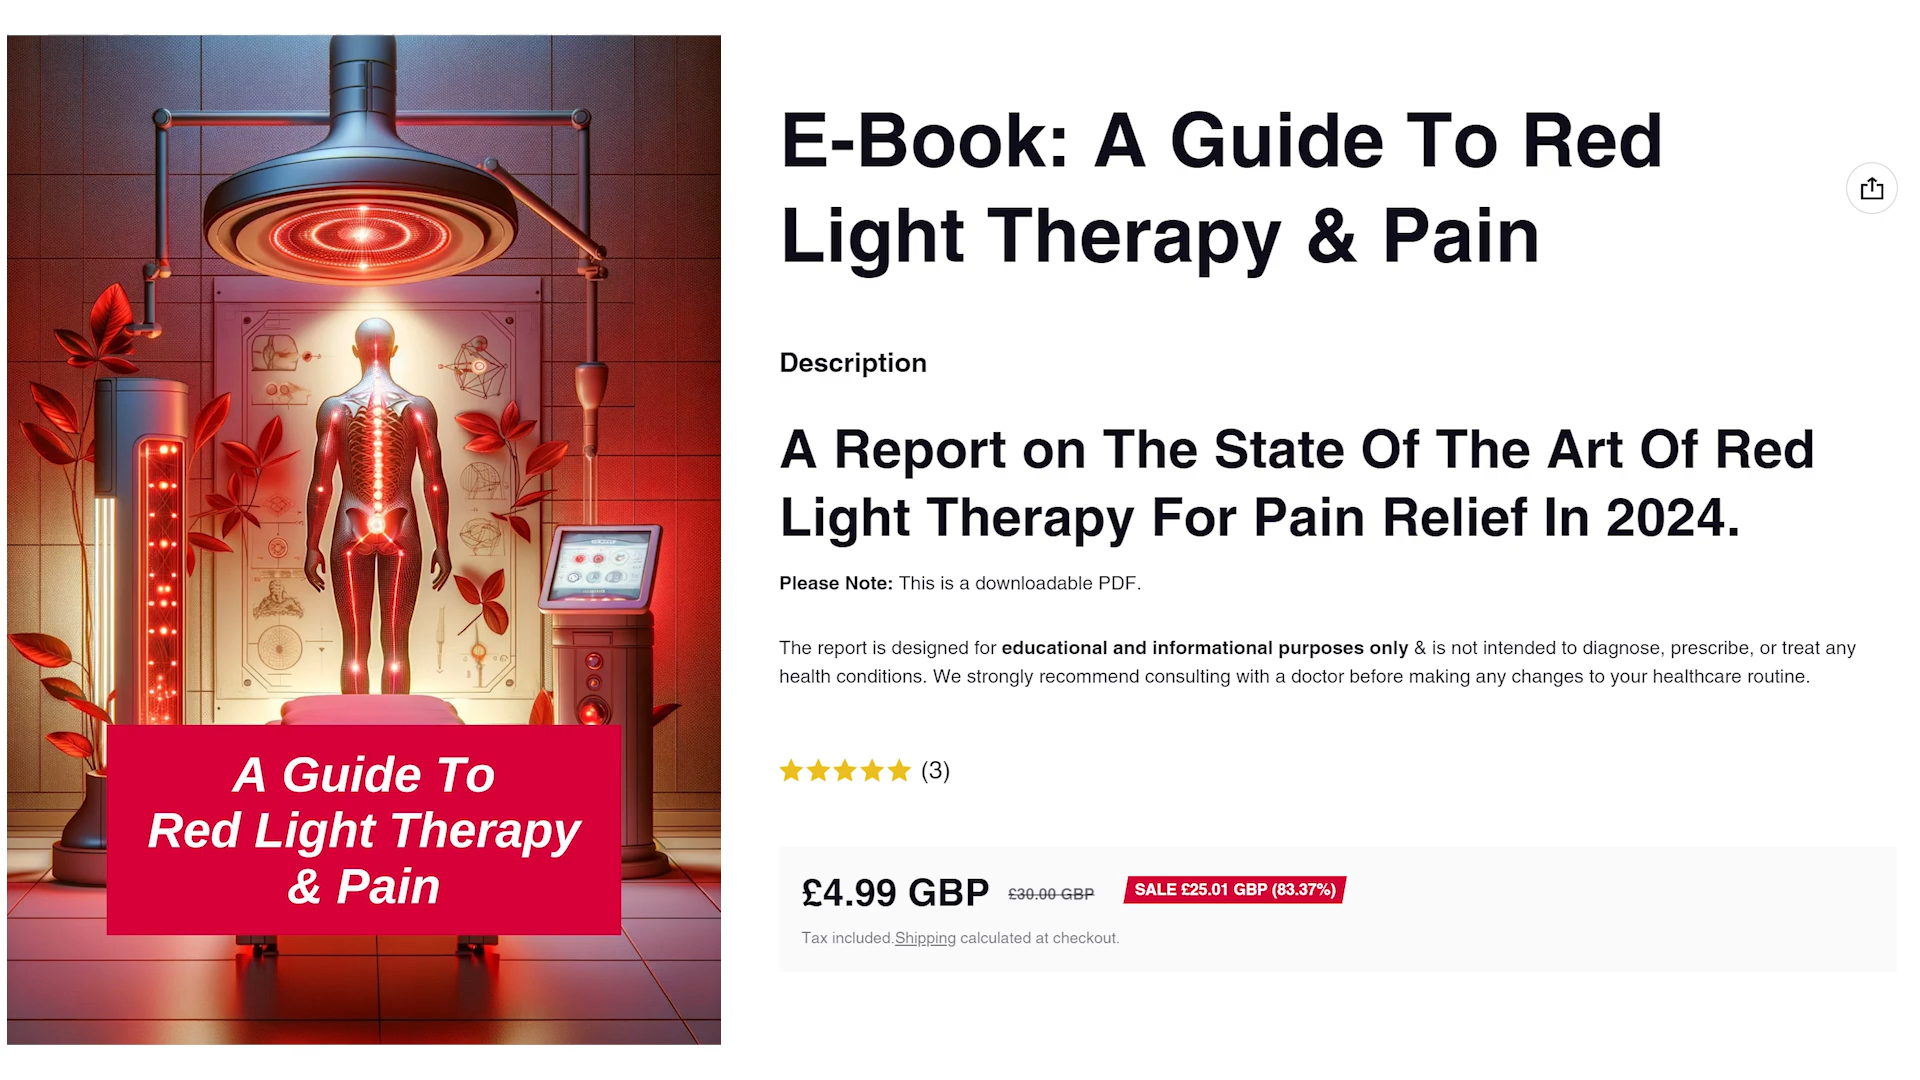 A Guide To
Red Light Therapy
& Pain
E-Book: A Guide To Red
Light Therapy & Pain
Description
A Report on The State Of The Art Of Red
Light Therapy For Pain Relief In 2024.
Please Note: This is a downloadable PDF.
The report is designed for educational and informational purposes only & is not intended to diagnose, prescribe, or treat any
health conditions. We strongly recommend consulting with a doctor before making any changes to your healthcare routine.
(3)
£4.99 GBP £30.00 GBP SALE £25.01 GBP (83.37%)
Tax included.Shipping calculated at checkout.